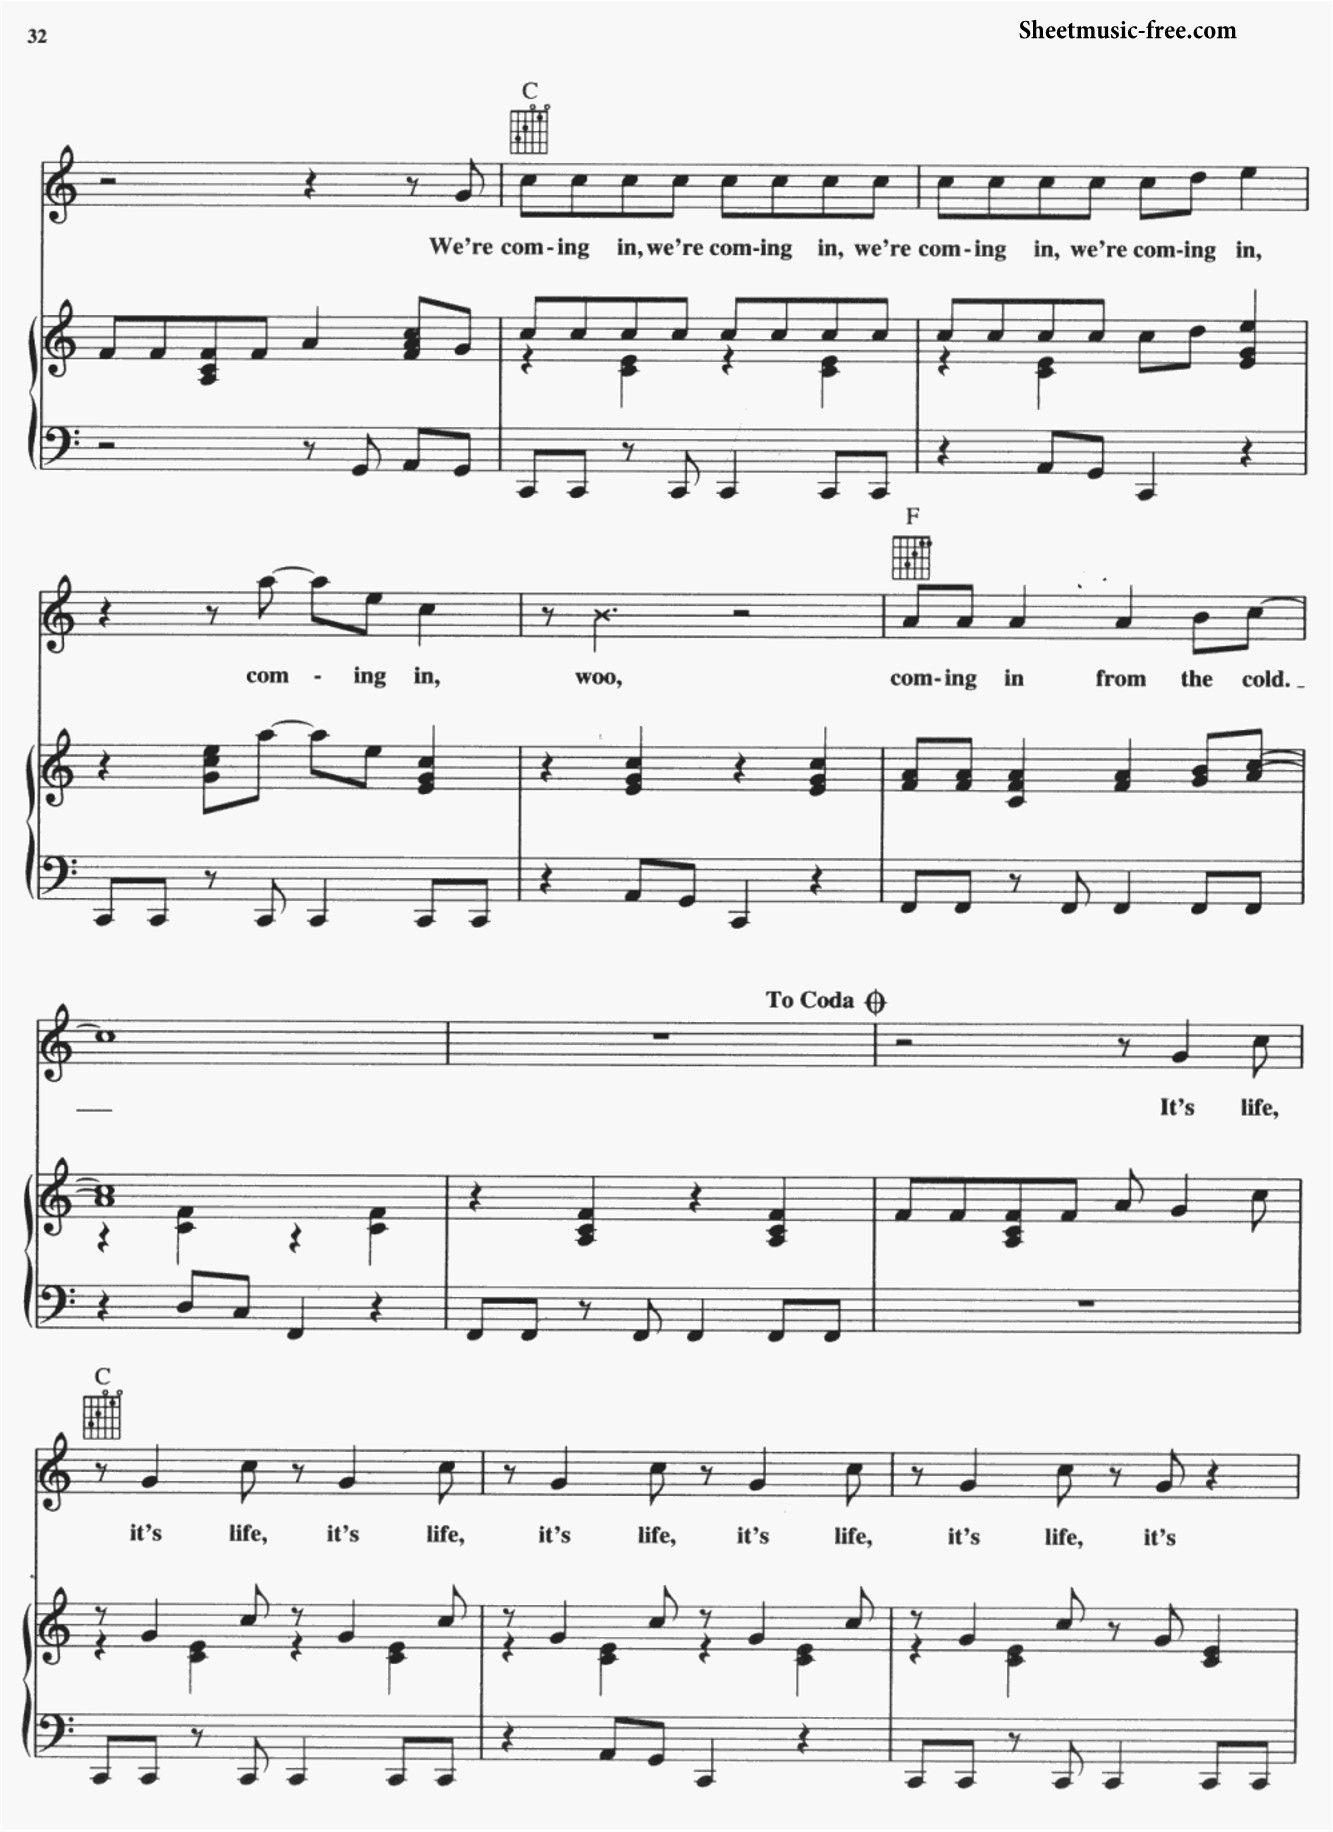 32
Sheetmusic-free.com
C
We're com-ing in, we're com-ing in, we're com-ing in, we're com-ing in,
F
com - ing in, woo, com-ing in from the cold.
To Coda
It's life,
C
it's life, it's life, it's life, it's life, it's life, it's